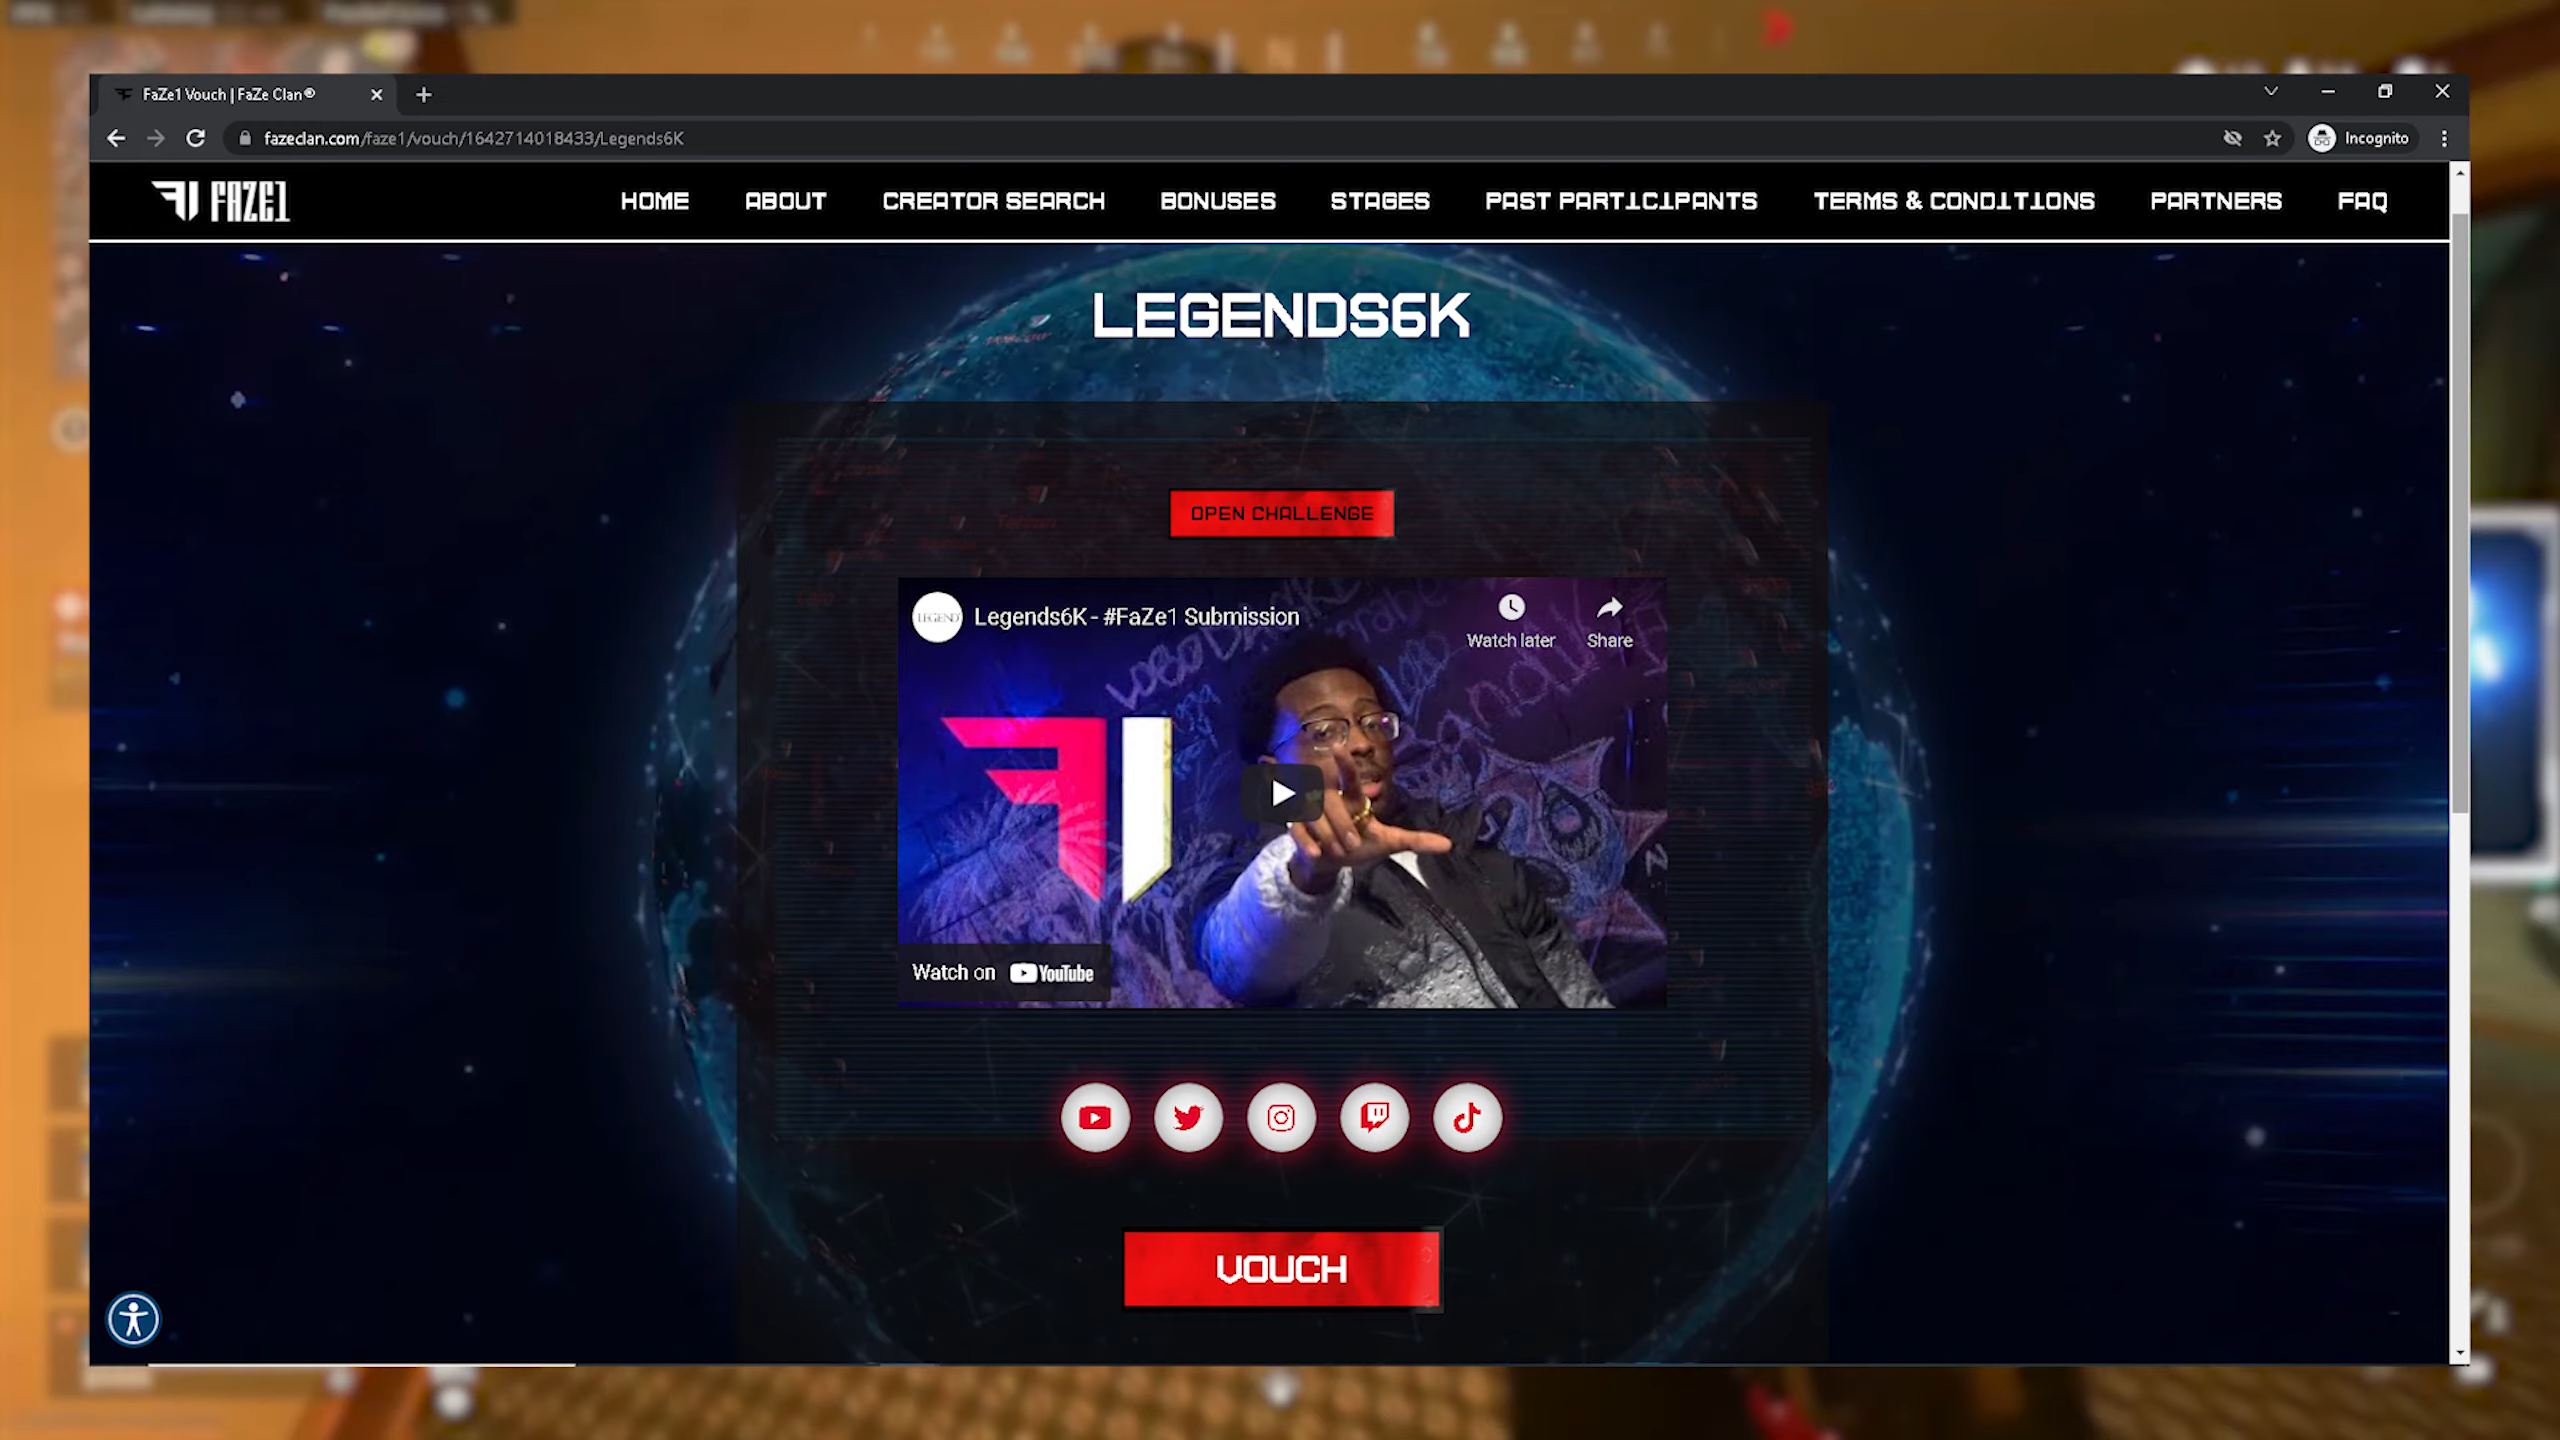 FaZe1 Vouch | FaZe Clan®
fazeclan.com/faze1/vouch/1642714018433/Legends6K
Incognito
FAZE1
HOME ABOUT CREATOR SEARCH BONUSES STAGES PAST PARTICIPANTS TERMS & CONDITIONS PARTNERS FAQ
LEGENDS6K
OPEN CHALLENGE
LEGEND
Legends6K - #FaZe1 Submission
Watch later
Share
Watch on YouTube
VOUCH